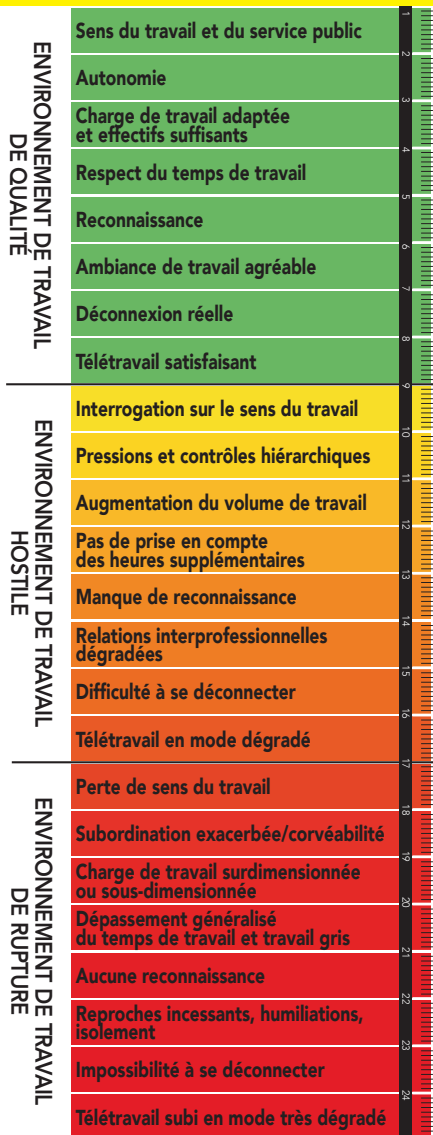 ENVIRONNEMENT DE TRAVAIL
DE QUALITÉ
1
Sens du travail et du service public
2
Autonomie
3
Charge de travail adaptée
et effectifs suffisants
4
Respect du temps de travail
5
Reconnaissance
6
Ambiance de travail agréable
7
Déconnexion réelle
8
Télétravail satisfaisant
9
ENVIRONNEMENT DE TRAVAIL
HOSTILE
Interrogation sur le sens du travail
10
Pressions et contrôles hiérarchiques
11
Augmentation du volume de travail
12
Pas de prise en compte
des heures supplémentaires
13
Manque de reconnaissance
14
Relations interprofessionnelles
dégradées
15
Difficulté à se déconnecter
16
Télétravail en mode dégradé
17
ENVIRONNEMENT DE TRAVAIL
DE RUPTURE
Perte de sens du travail
18
Subordination exacerbée/corvéabilité
19
Charge de travail surdimensionnée
ou sous-dimensionnée
20
Dépassement généralisé
du temps de travail et travail gris
21
Aucune reconnaissance
22
Reproches incessants, humiliations,
isolement
23
Impossibilité à se déconnecter
24
Télétravail subi en mode très dégradé